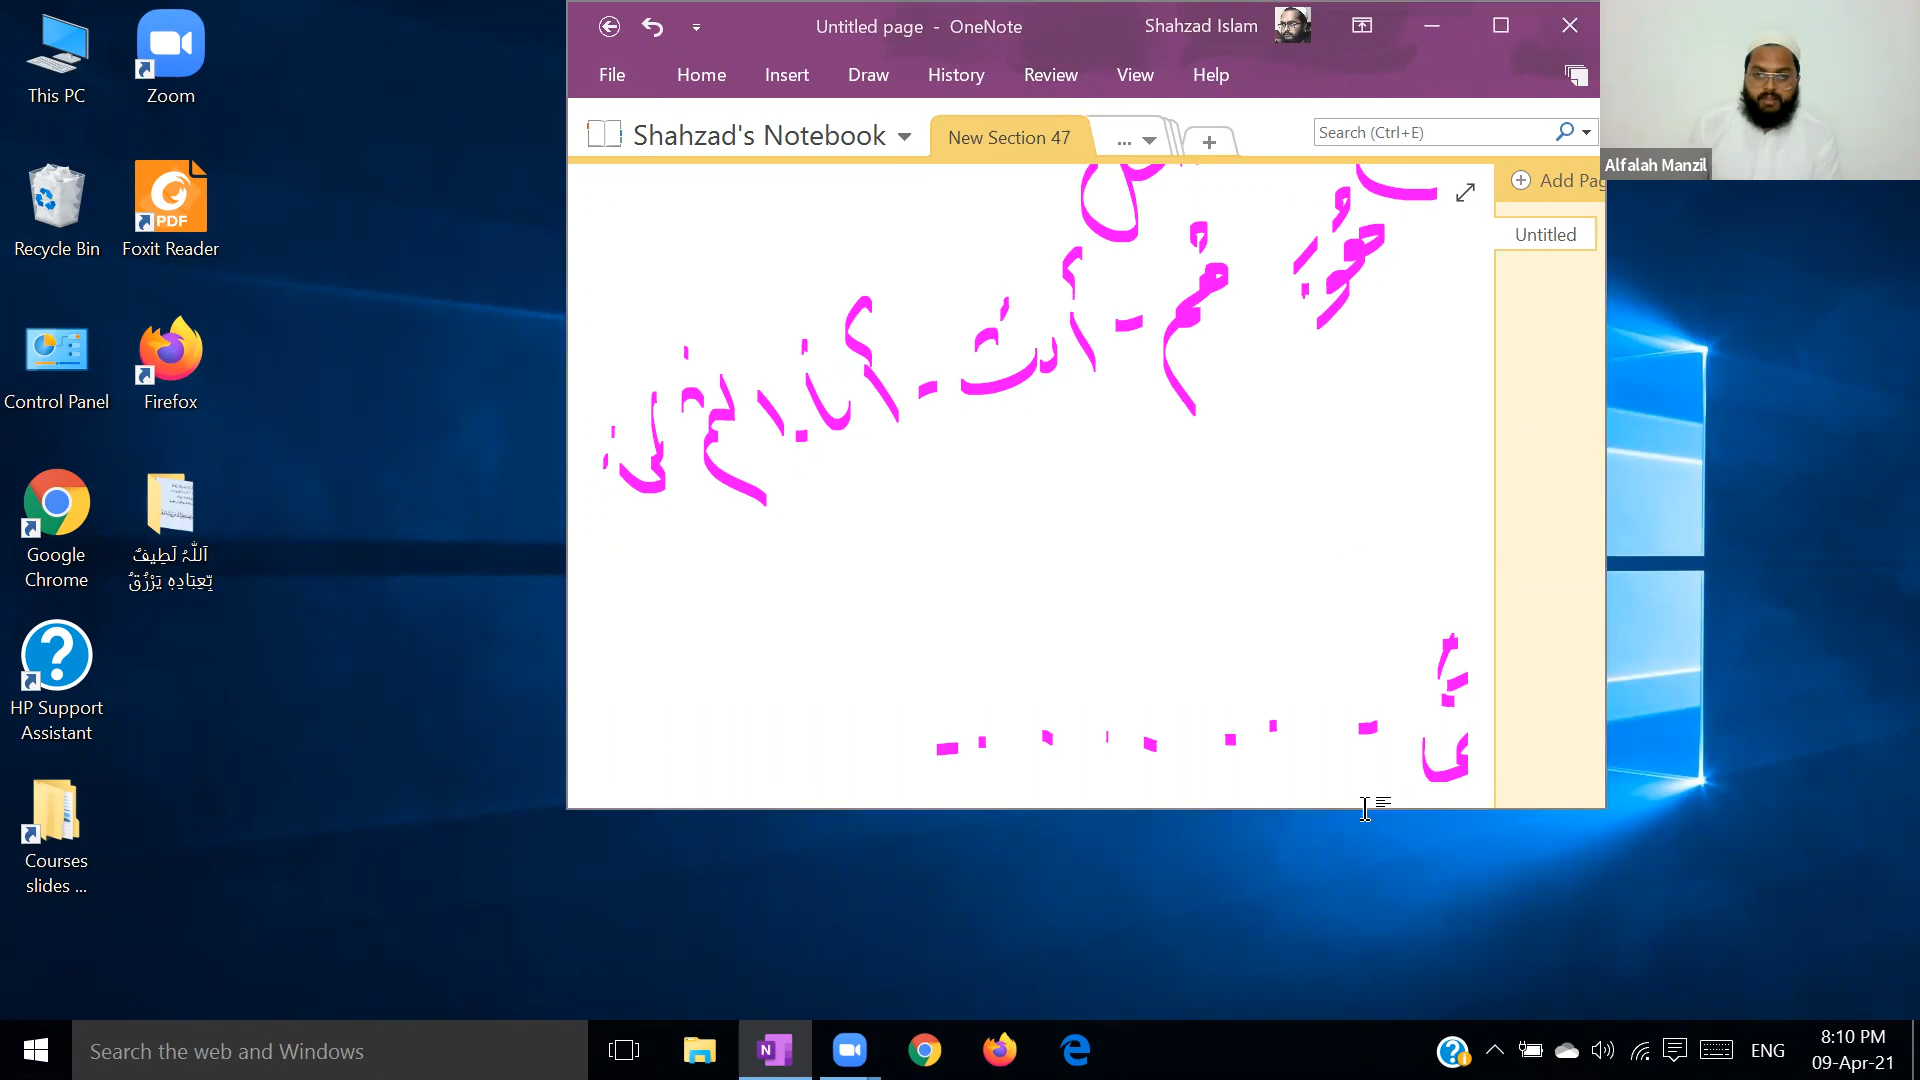 Untitled page - OneNote
Shahzad Islam
File Home Insert Draw History Review View Help
Shahzad's Notebook
New Section 47
...
Search (Ctrl+E)
Add Pag
Untitled
Alfalah Manzil
This PC
Zoom
Recycle Bin
Foxit Reader
PDF
Control Panel
Firefox
Google Chrome
اَللّٰهُ لَطِيفٌ
بِّعِبَادِهٖ يَرْزُقُ
HP Support Assistant
Courses slides ...
Search the web and Windows
ENG
8:10 PM
09-Apr-21